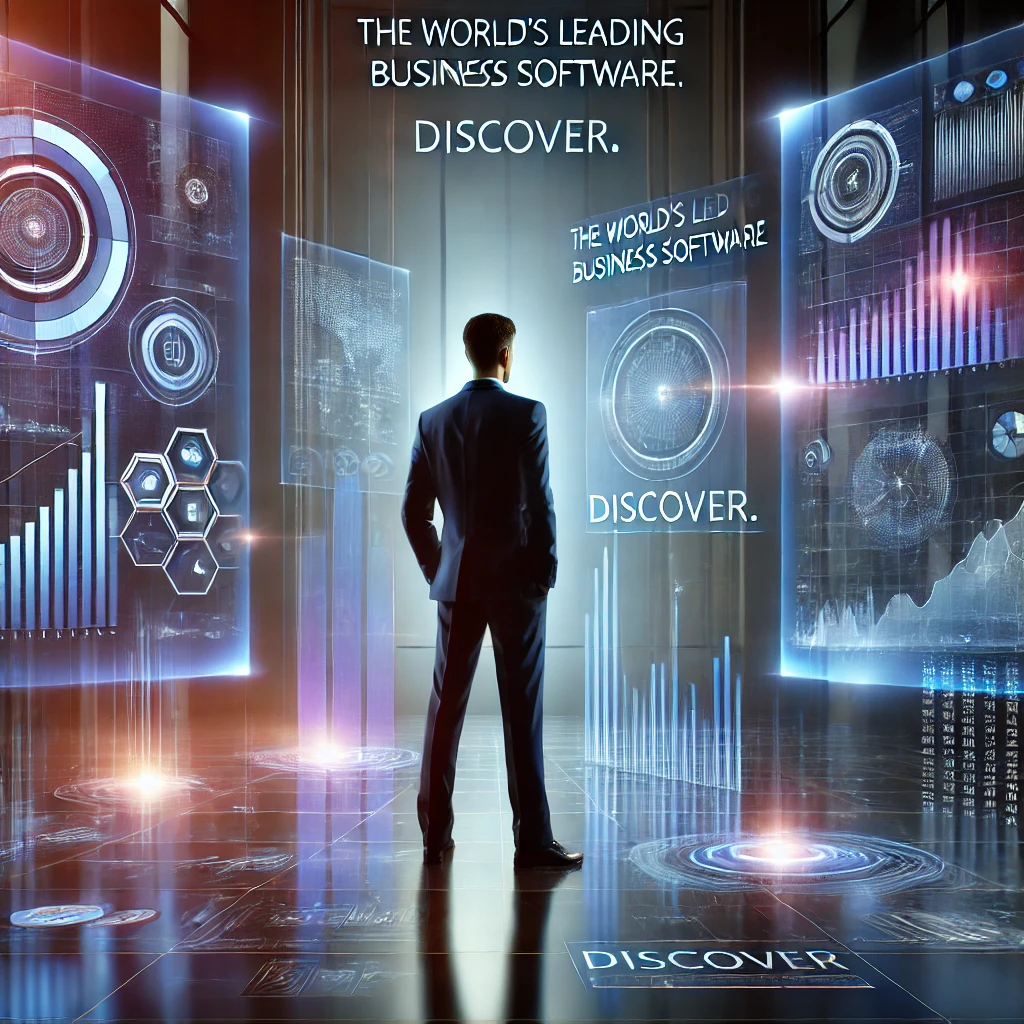 THE WORLD'S LEADING
BUSINESS SOFTWARE.
DISCOVER.
THE WORLD'S LED
BUSINESS SOFTWARE
DISCOVER.
DISCOVER